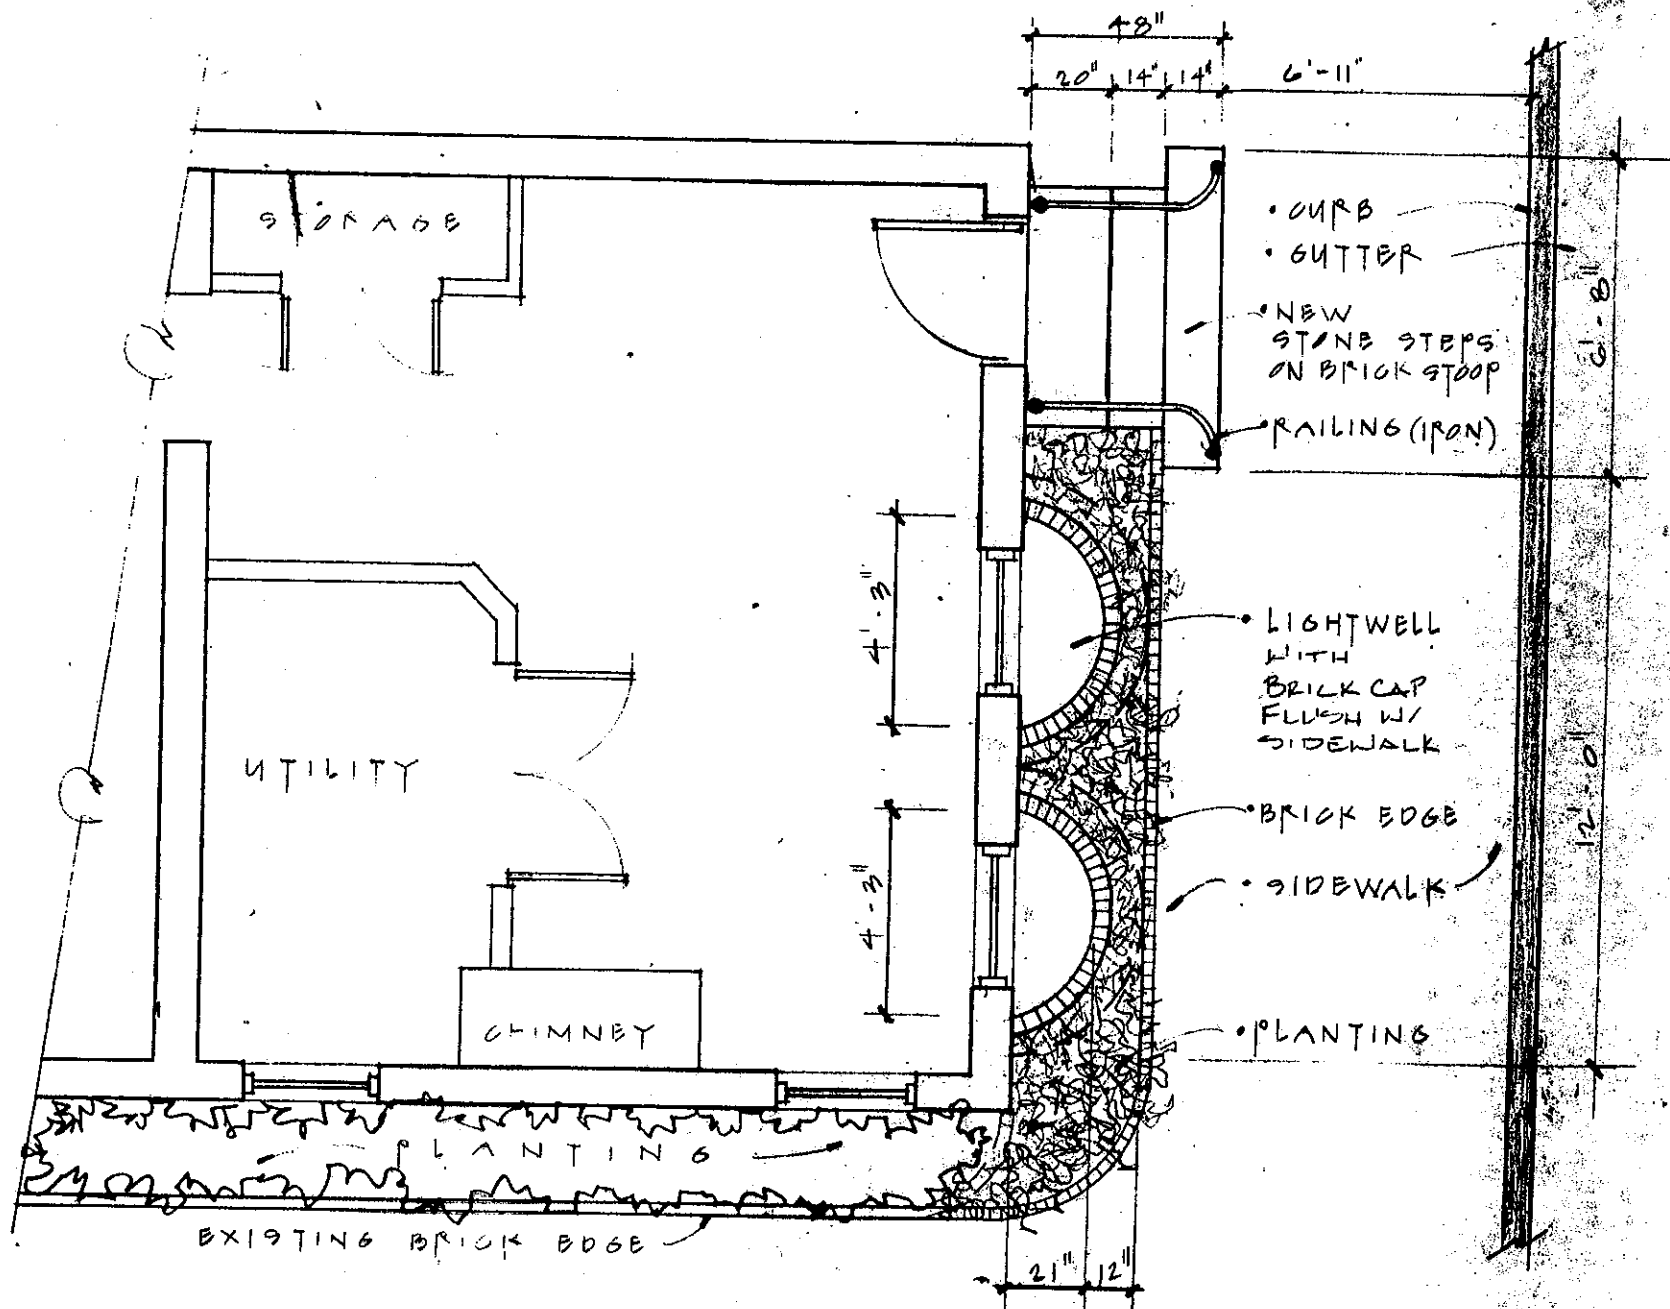 48"
20" 14" 14" 6'-11"
STORAGE
• CURB
• GUTTER
• NEW
STONE STEPS
ON BRICK STOOP
• RAILING (IRON)
6'-8"
4'-3"
• LIGHTWELL
WITH
BRICK CAP
FLUSH W/
SIDEWALK
UTILITY
• BRICK EDGE
12'-0"
• SIDEWALK
4'-3"
CHIMNEY
• PLANTING
PLANTING
EXISTING BRICK EDGE
21" 12"